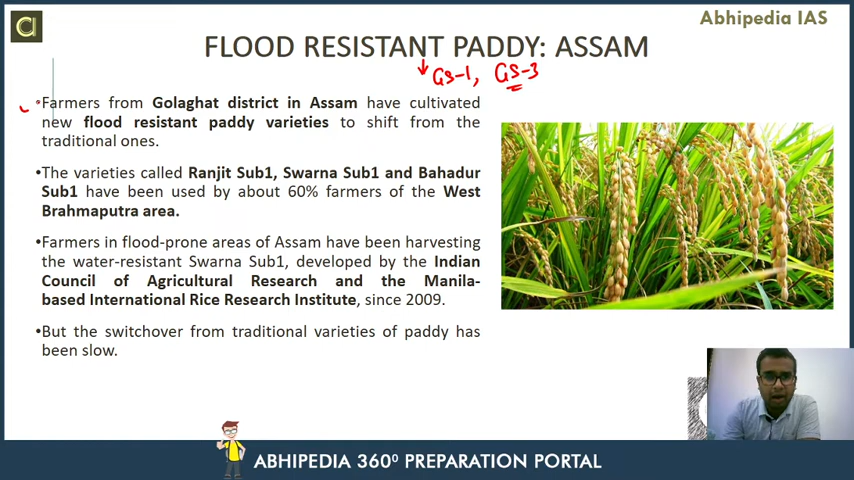 Abhipedia IAS
FLOOD RESISTANT PADDY: ASSAM
GS-1, GS-3
•Farmers from Golaghat district in Assam have cultivated
new flood resistant paddy varieties to shift from the
traditional ones.
•The varieties called Ranjit Sub1, Swarna Sub1 and Bahadur
Sub1 have been used by about 60% farmers of the West
Brahmaputra area.
•Farmers in flood-prone areas of Assam have been harvesting
the water-resistant Swarna Sub1, developed by the Indian
Council of Agricultural Research and the Manila-
based International Rice Research Institute, since 2009.
•But the switchover from traditional varieties of paddy has
been slow.
ABHIPEDIA 360⁰ PREPARATION PORTAL